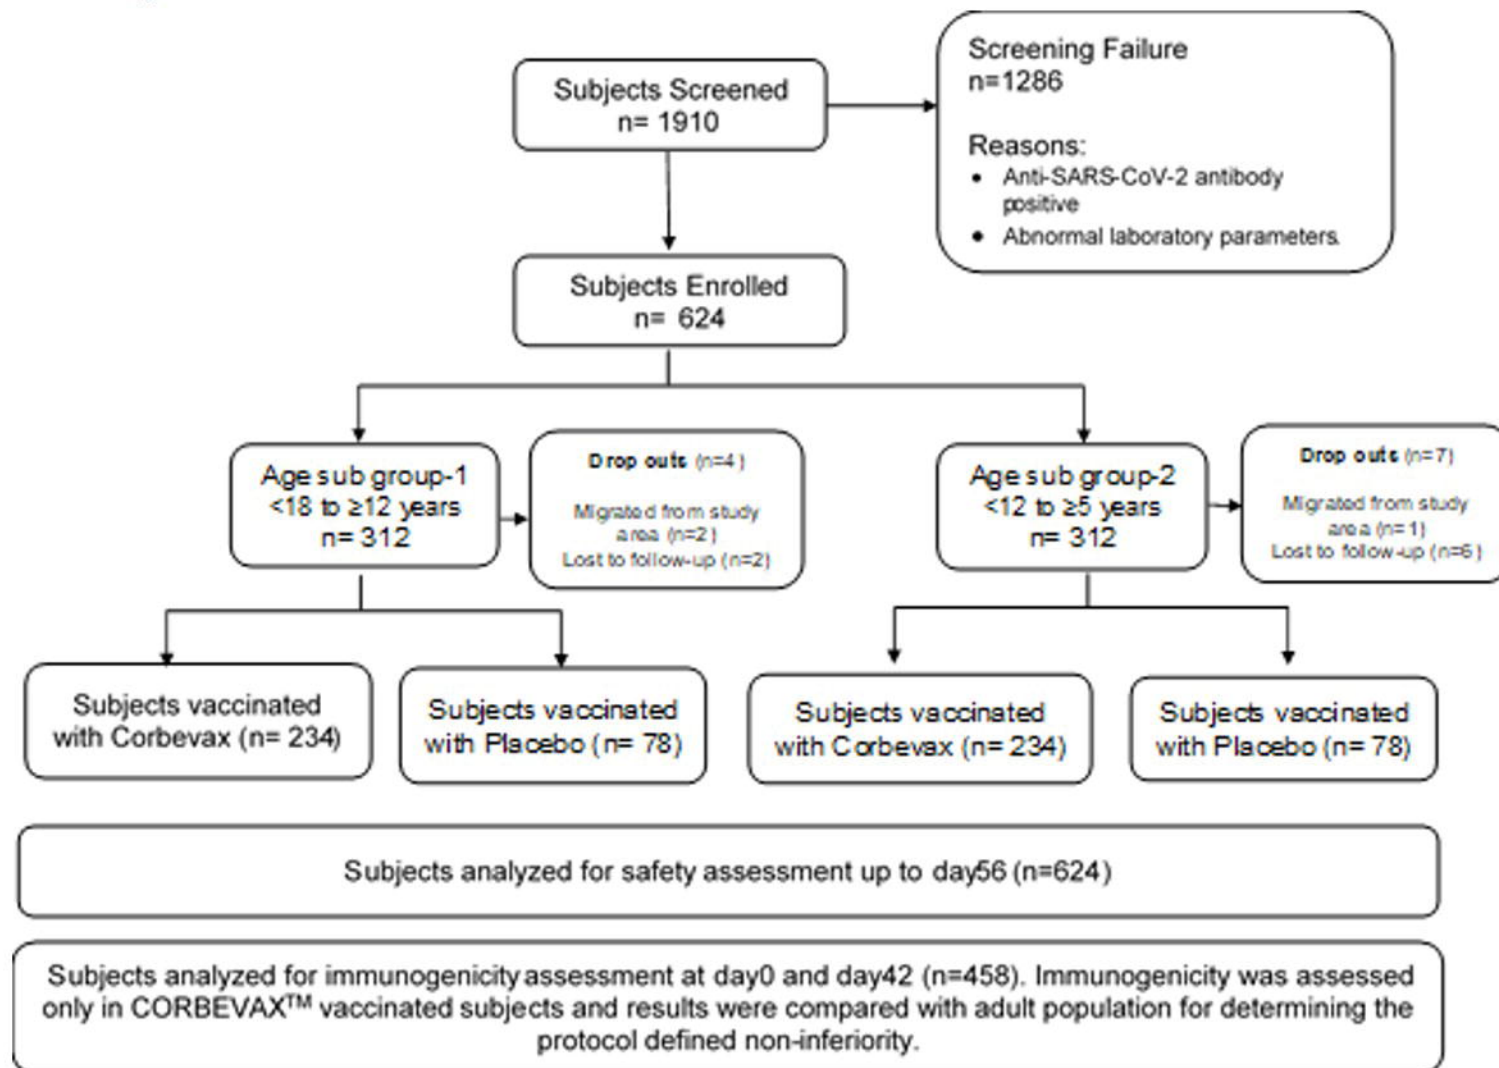 Subjects Screened
n= 1910
Screening Failure
n=1286
Reasons:
• Anti-SARS-CoV-2 antibody
positive
• Abnormal laboratory parameters.
Subjects Enrolled
n= 624
Age sub group-1
<18 to ≥12 years
n= 312
Drop outs (n=4)
Migrated from study
area (n=2)
Lost to follow-up (n=2)
Age sub group-2
<12 to ≥5 years
n= 312
Drop outs (n=7)
Migrated from study
area (n=1)
Lost to follow-up (n=6)
Subjects vaccinated
with Corbevax (n= 234)
Subjects vaccinated
with Placebo (n= 78)
Subjects vaccinated
with Corbevax (n= 234)
Subjects vaccinated
with Placebo (n= 78)
Subjects analyzed for safety assessment up to day56 (n=624)
Subjects analyzed for immunogenicity assessment at day0 and day42 (n=458). Immunogenicity was assessed
only in CORBEVAX™ vaccinated subjects and results were compared with adult population for determining the
protocol defined non-inferiority.